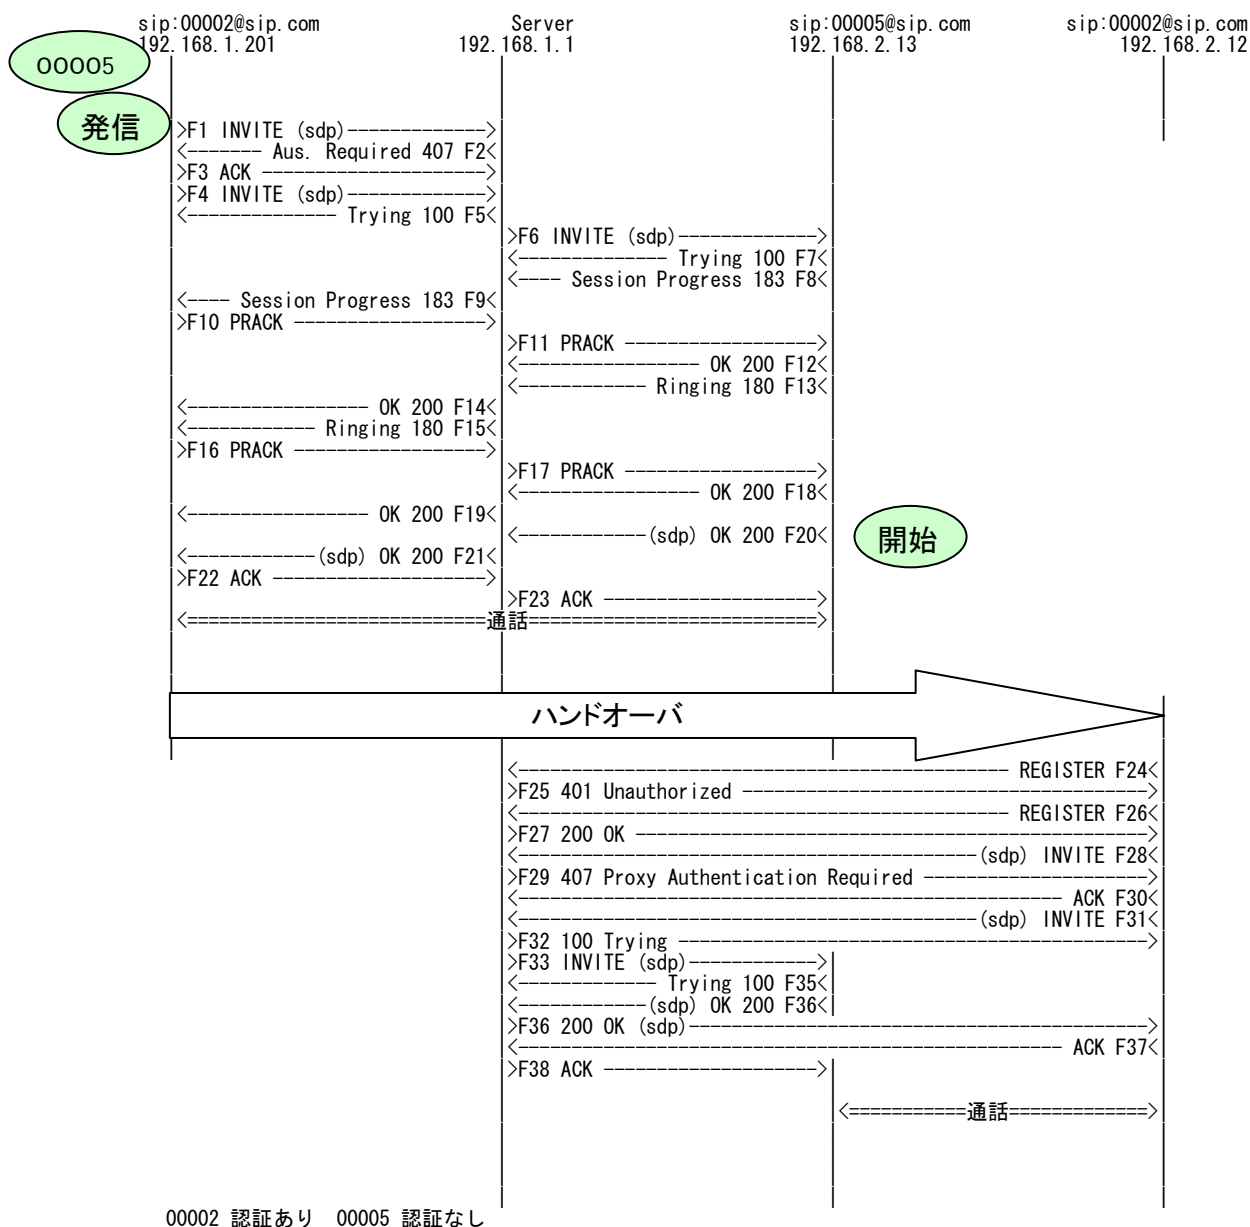 sip:00002@sip.com Server sip:00005@sip.com sip:00002@sip.com
192.168.1.201 192.168.1.1 192.168.2.13 192.168.2.12
00005
発信
>F1 INVITE (sdp)------------->
<------- Aus. Required 407 F2<
>F3 ACK --------------------->
>F4 INVITE (sdp)------------->
<-------------- Trying 100 F5<
>F6 INVITE (sdp)------------->
<-------------- Trying 100 F7<
<---- Session Progress 183 F8<
<---- Session Progress 183 F9<
>F10 PRACK ------------------>
>F11 PRACK ------------------>
<----------------- OK 200 F12<
<------------ Ringing 180 F13<
<----------------- OK 200 F14<
<------------ Ringing 180 F15<
>F16 PRACK ------------------>
>F17 PRACK ------------------>
<----------------- OK 200 F18<
<----------------- OK 200 F19<
<------------(sdp) OK 200 F20<
開始
<------------(sdp) OK 200 F21<
>F22 ACK -------------------->
>F23 ACK -------------------->
<============================通話===========================>
ハンドオーバ
<---------------------------------------------- REGISTER F24<
>F25 401 Unauthorized -------------------------------------->
<---------------------------------------------- REGISTER F26<
>F27 200 OK ------------------------------------------------>
<-------------------------------------------(sdp) INVITE F28<
>F29 407 Proxy Authentication Required --------------------->
<--------------------------------------------------- ACK F30<
<-------------------------------------------(sdp) INVITE F31<
>F32 100 Trying -------------------------------------------->
>F33 INVITE (sdp)------------>
<------------- Trying 100 F35<
<------------(sdp) OK 200 F36<
>F36 200 OK (sdp)------------------------------------------->
<--------------------------------------------------- ACK F37<
>F38 ACK -------------------->
<===========通話=============>
00002 認証あり 00005 認証なし